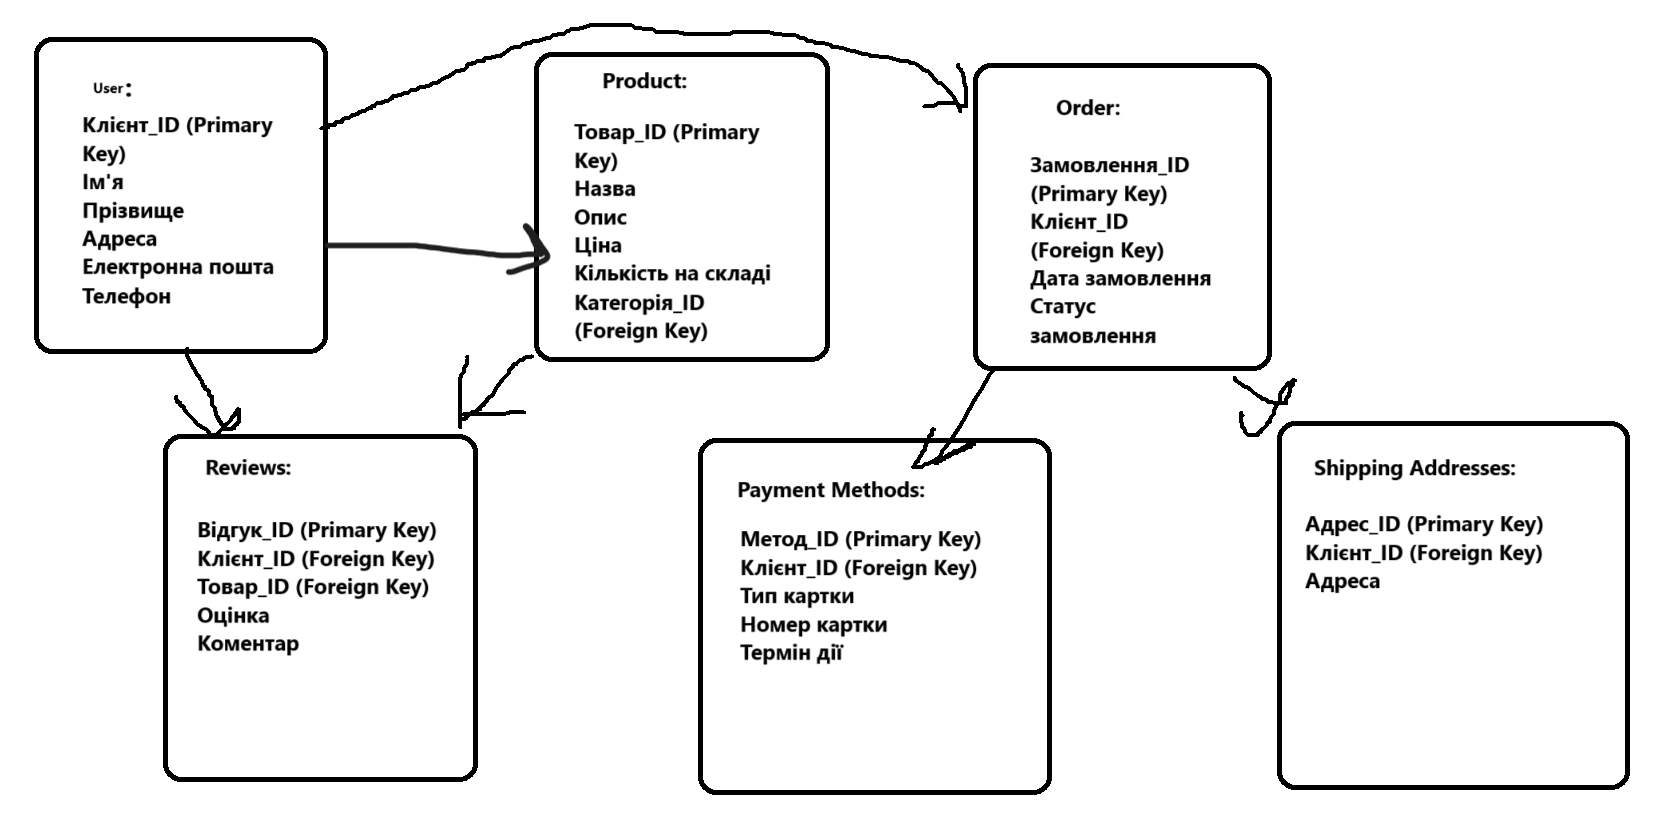 User:
Клієнт_ID (Primary
Key)
Ім'я
Прізвище
Адреса
Електронна пошта
Телефон
Product:
Товар_ID (Primary
Key)
Назва
Опис
Ціна
Кількість на складі
Категорія_ID
(Foreign Key)
Order:
Замовлення_ID
(Primary Key)
Клієнт_ID
(Foreign Key)
Дата замовлення
Статус
замовлення
Reviews:
Відгук_ID (Primary Key)
Клієнт_ID (Foreign Key)
Товар_ID (Foreign Key)
Оцінка
Коментар
Payment Methods:
Метод_ID (Primary Key)
Клієнт_ID (Foreign Key)
Тип картки
Номер картки
Термін дії
Shipping Addresses:
Адрес_ID (Primary Key)
Клієнт_ID (Foreign Key)
Адреса